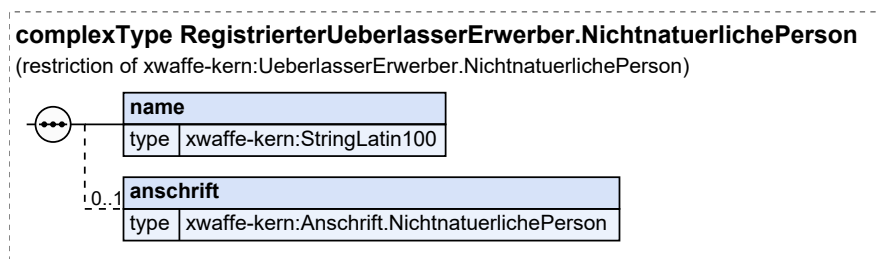 complexType RegistrierterUeberlasserErwerber.NichtnatuerlichePerson
(restriction of xwaffe-kern:UeberlasserErwerber.NichtnatuerlichePerson)
name
type xwaffe-kern:StringLatin100
0..1 anschrift
type xwaffe-kern:Anschrift.NichtnatuerlichePerson